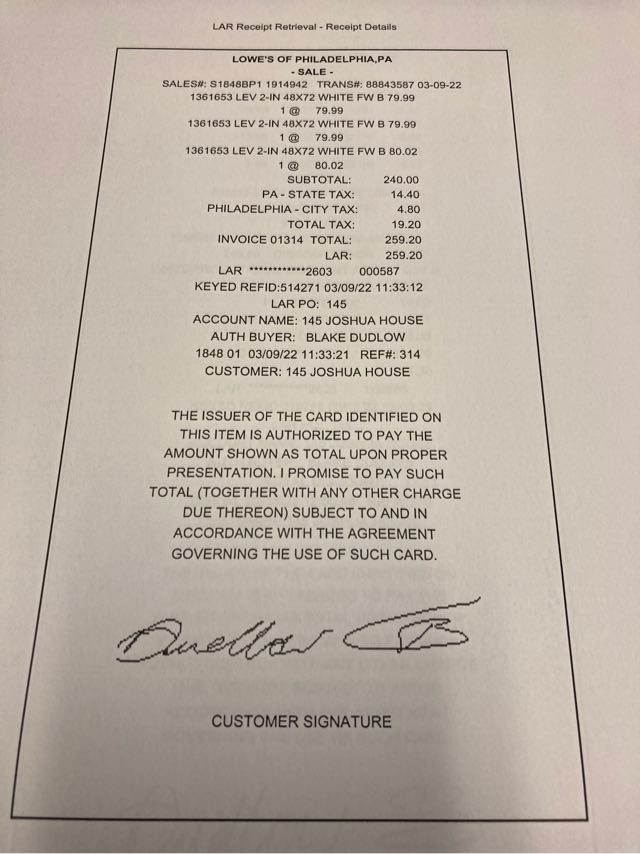 LAR Receipt Retrieval - Receipt Details
LOWE'S OF PHILADELPHIA,PA
- SALE -
SALES#: S1848BP1 1914942 TRANS#: 88843587 03-09-22
1361653 LEV 2-IN 48X72 WHITE FW B 79.99
1 @ 79.99
1361653 LEV 2-IN 48X72 WHITE FW B 79.99
1 @ 79.99
1361653 LEV 2-IN 48X72 WHITE FW B 80.02
1 @ 80.02
SUBTOTAL: 240.00
PA - STATE TAX: 14.40
PHILADELPHIA - CITY TAX: 4.80
TOTAL TAX: 19.20
INVOICE 01314 TOTAL: 259.20
LAR: 259.20
LAR ************2603 000587
KEYED REFID:514271 03/09/22 11:33:12
LAR PO: 145
ACCOUNT NAME: 145 JOSHUA HOUSE
AUTH BUYER: BLAKE DUDLOW
1848 01 03/09/22 11:33:21 REF#: 314
CUSTOMER: 145 JOSHUA HOUSE
THE ISSUER OF THE CARD IDENTIFIED ON
THIS ITEM IS AUTHORIZED TO PAY THE
AMOUNT SHOWN AS TOTAL UPON PROPER
PRESENTATION. I PROMISE TO PAY SUCH
TOTAL (TOGETHER WITH ANY OTHER CHARGE
DUE THEREON) SUBJECT TO AND IN
ACCORDANCE WITH THE AGREEMENT
GOVERNING THE USE OF SUCH CARD.
CUSTOMER SIGNATURE